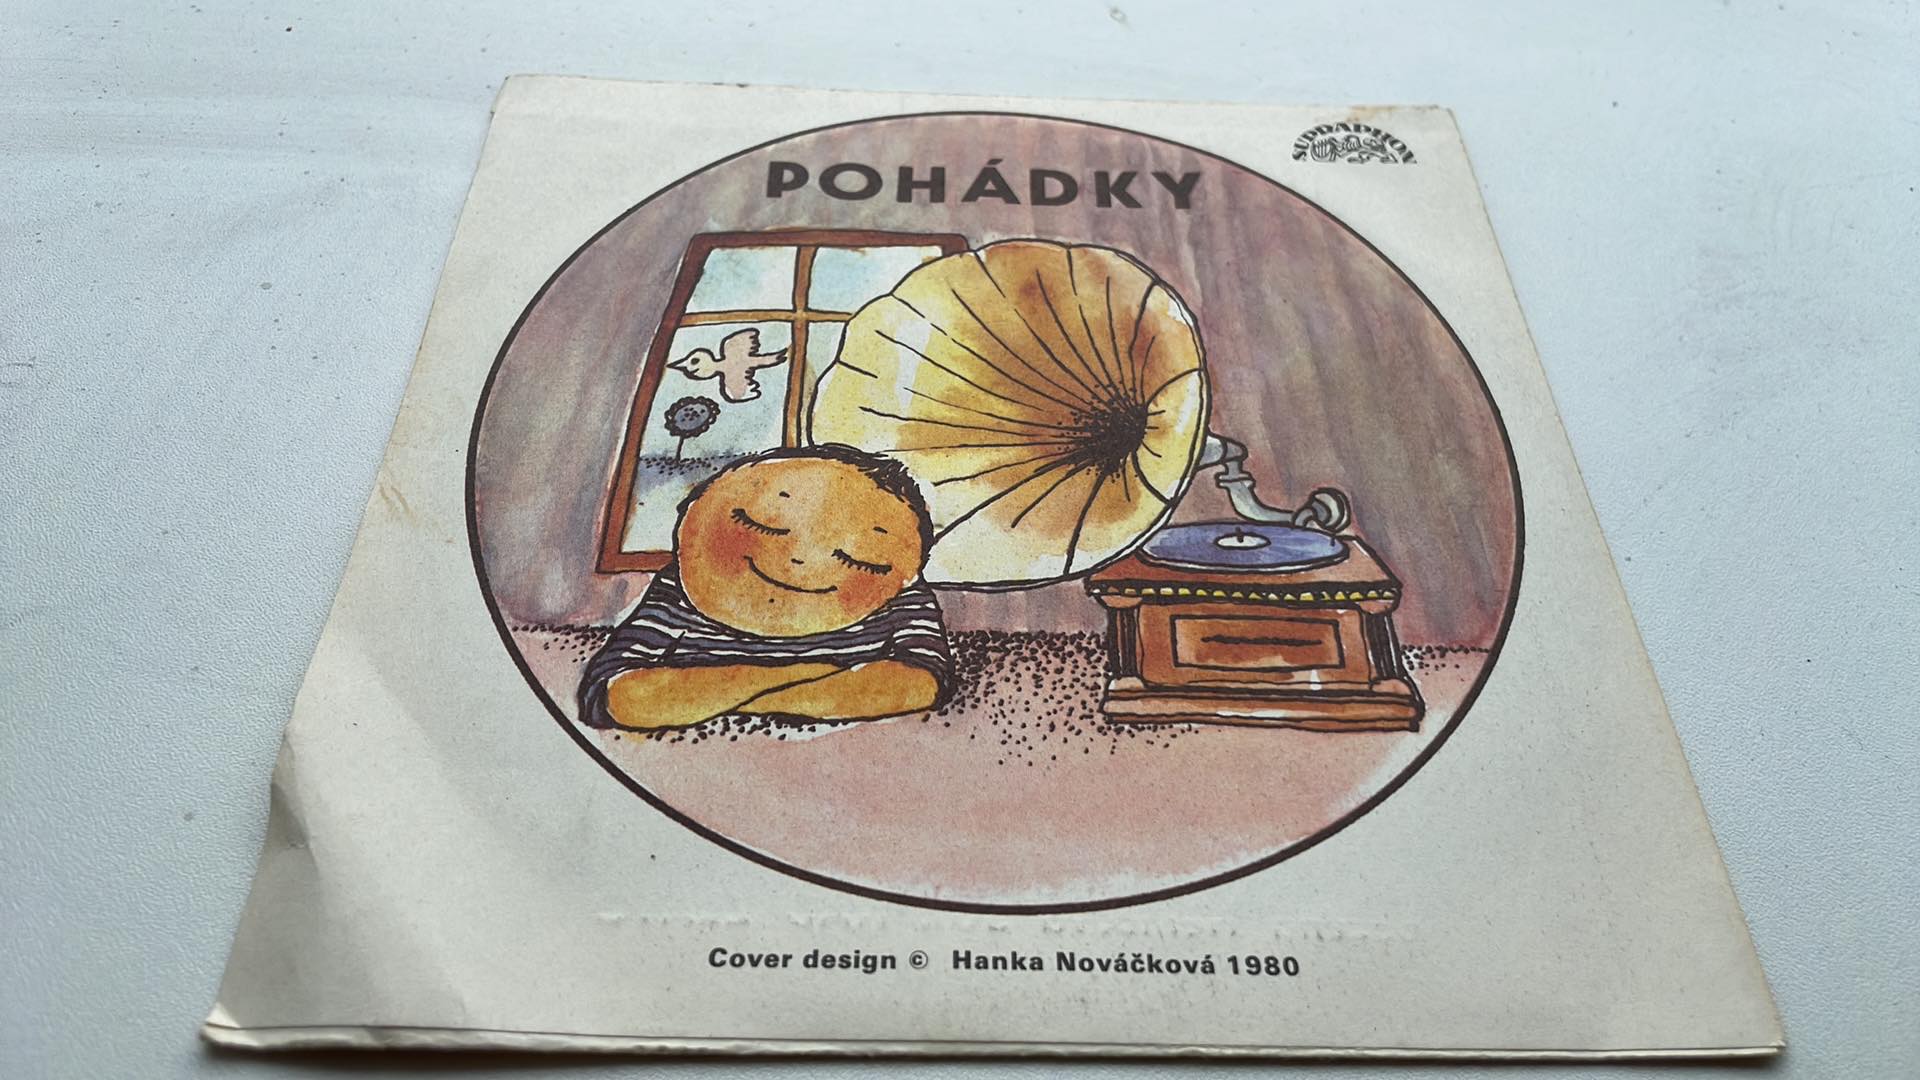 SUPRAPHON
POHÁDKY
Cover design © Hanka Nováčková 1980